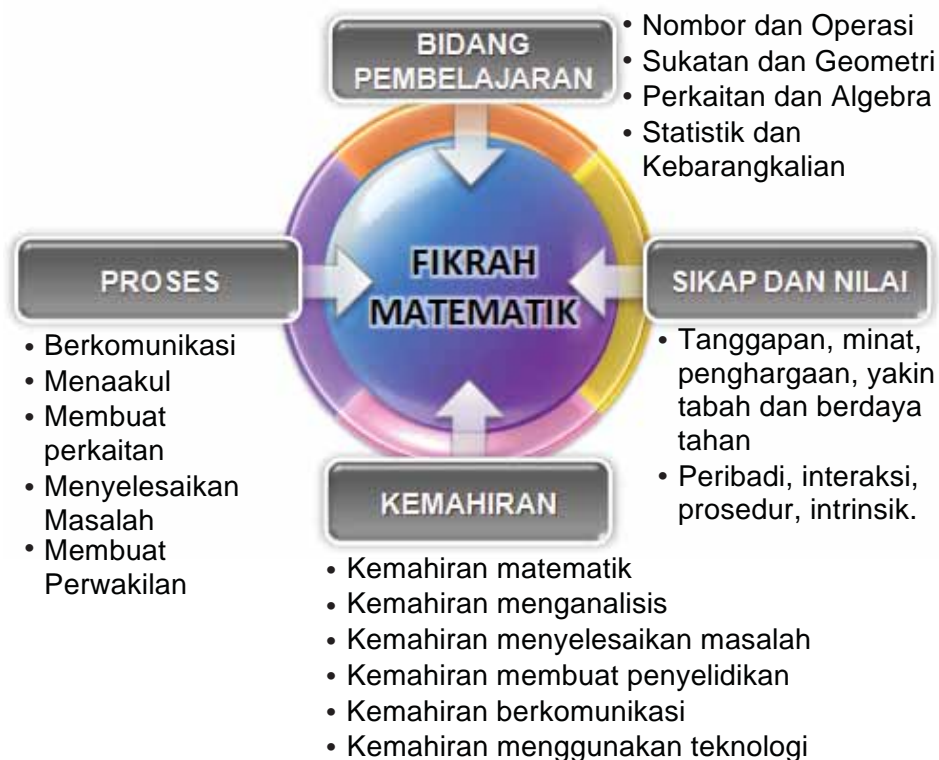 BIDANG
PEMBELAJARAN
• Nombor dan Operasi
• Sukatan dan Geometri
• Perkaitan dan Algebra
• Statistik dan
Kebarangkalian
FIKRAH
MATEMATIK
PROSES
• Berkomunikasi
• Menaakul
• Membuat
perkaitan
• Menyelesaikan
Masalah
• Membuat
Perwakilan
SIKAP DAN NILAI
• Tanggapan, minat,
penghargaan, yakin
tabah dan berdaya
tahan
• Peribadi, interaksi,
prosedur, intrinsik.
KEMAHIRAN
• Kemahiran matematik
• Kemahiran menganalisis
• Kemahiran menyelesaikan masalah
• Kemahiran membuat penyelidikan
• Kemahiran berkomunikasi
• Kemahiran menggunakan teknologi